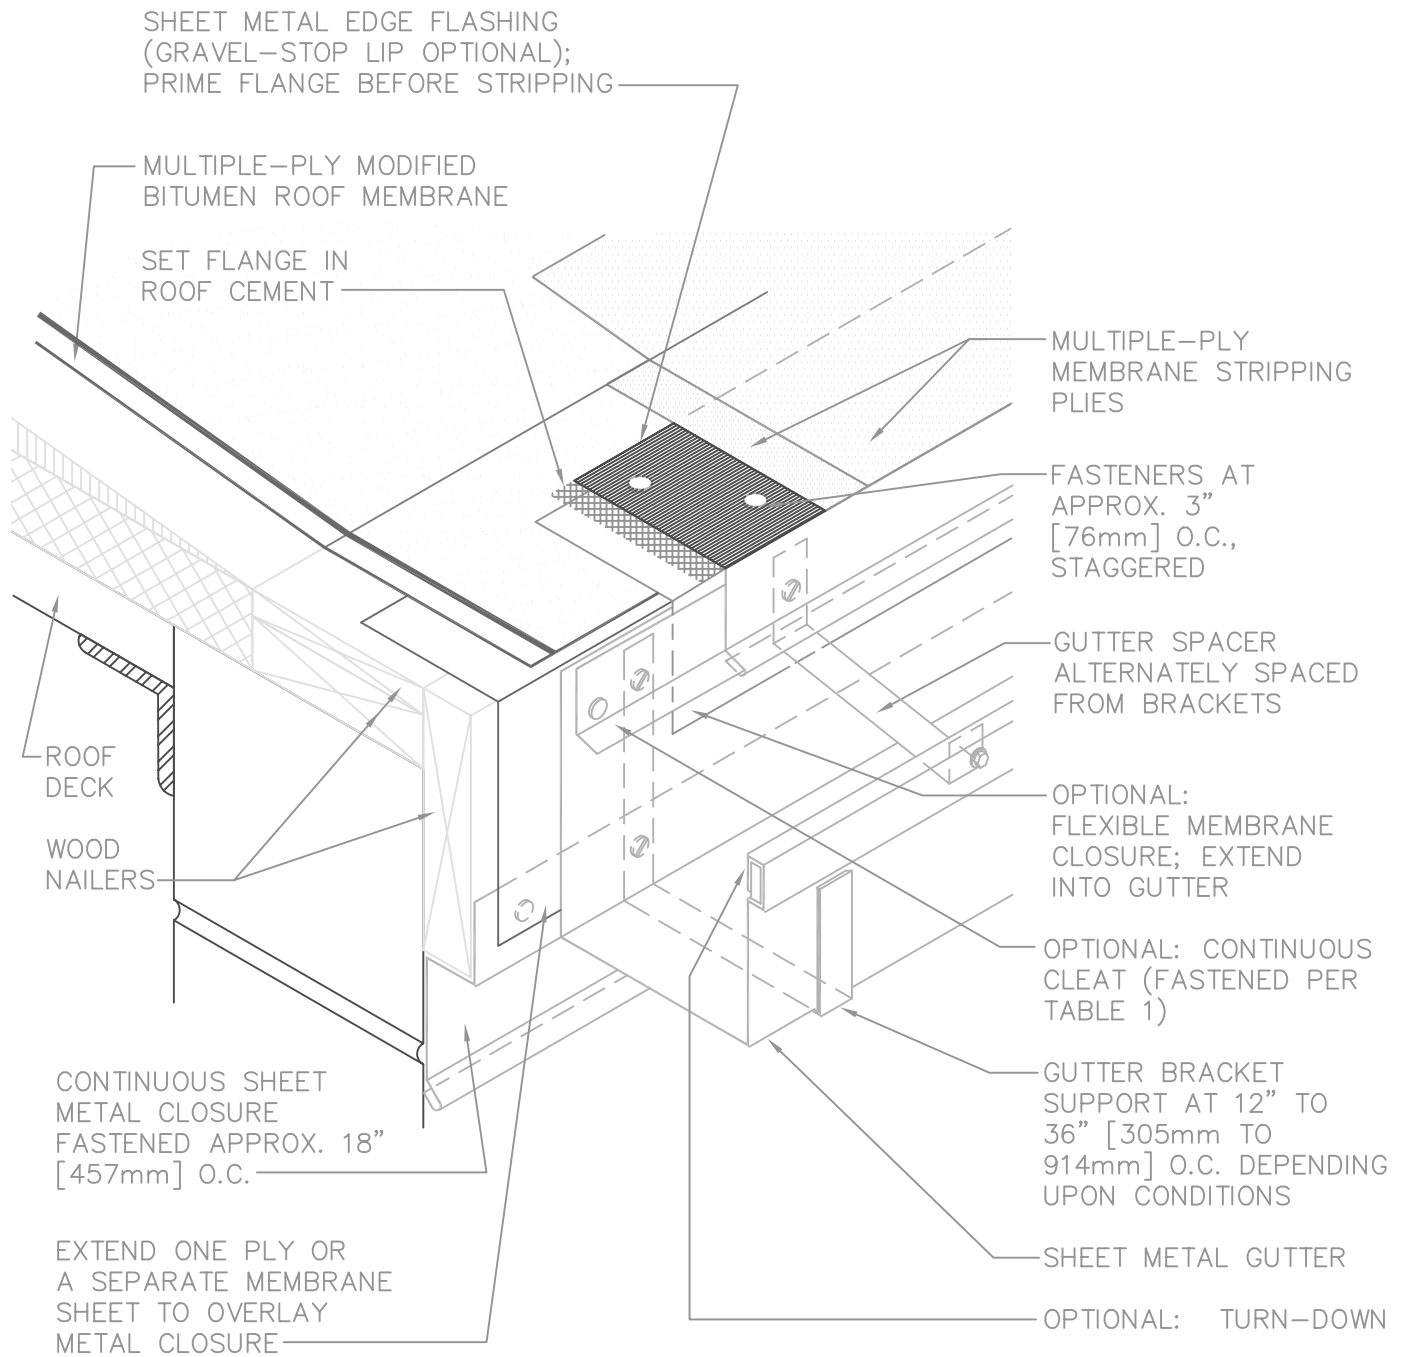 SHEET METAL EDGE FLASHING
(GRAVEL-STOP LIP OPTIONAL);
PRIME FLANGE BEFORE STRIPPING
MULTIPLE-PLY MODIFIED
BITUMEN ROOF MEMBRANE
SET FLANGE IN
ROOF CEMENT
MULTIPLE-PLY
MEMBRANE STRIPPING
PLIES
FASTENERS AT
APPROX. 3"
[76mm] O.C.,
STAGGERED
GUTTER SPACER
ALTERNATELY SPACED
FROM BRACKETS
ROOF
DECK
WOOD
NAILERS
OPTIONAL:
FLEXIBLE MEMBRANE
CLOSURE; EXTEND
INTO GUTTER
OPTIONAL: CONTINUOUS
CLEAT (FASTENED PER
TABLE 1)
GUTTER BRACKET
SUPPORT AT 12" TO
36" [305mm TO
914mm] O.C. DEPENDING
UPON CONDITIONS
CONTINUOUS SHEET
METAL CLOSURE
FASTENED APPROX. 18"
[457mm] O.C.
EXTEND ONE PLY OR
A SEPARATE MEMBRANE
SHEET TO OVERLAY
METAL CLOSURE
SHEET METAL GUTTER
OPTIONAL: TURN-DOWN